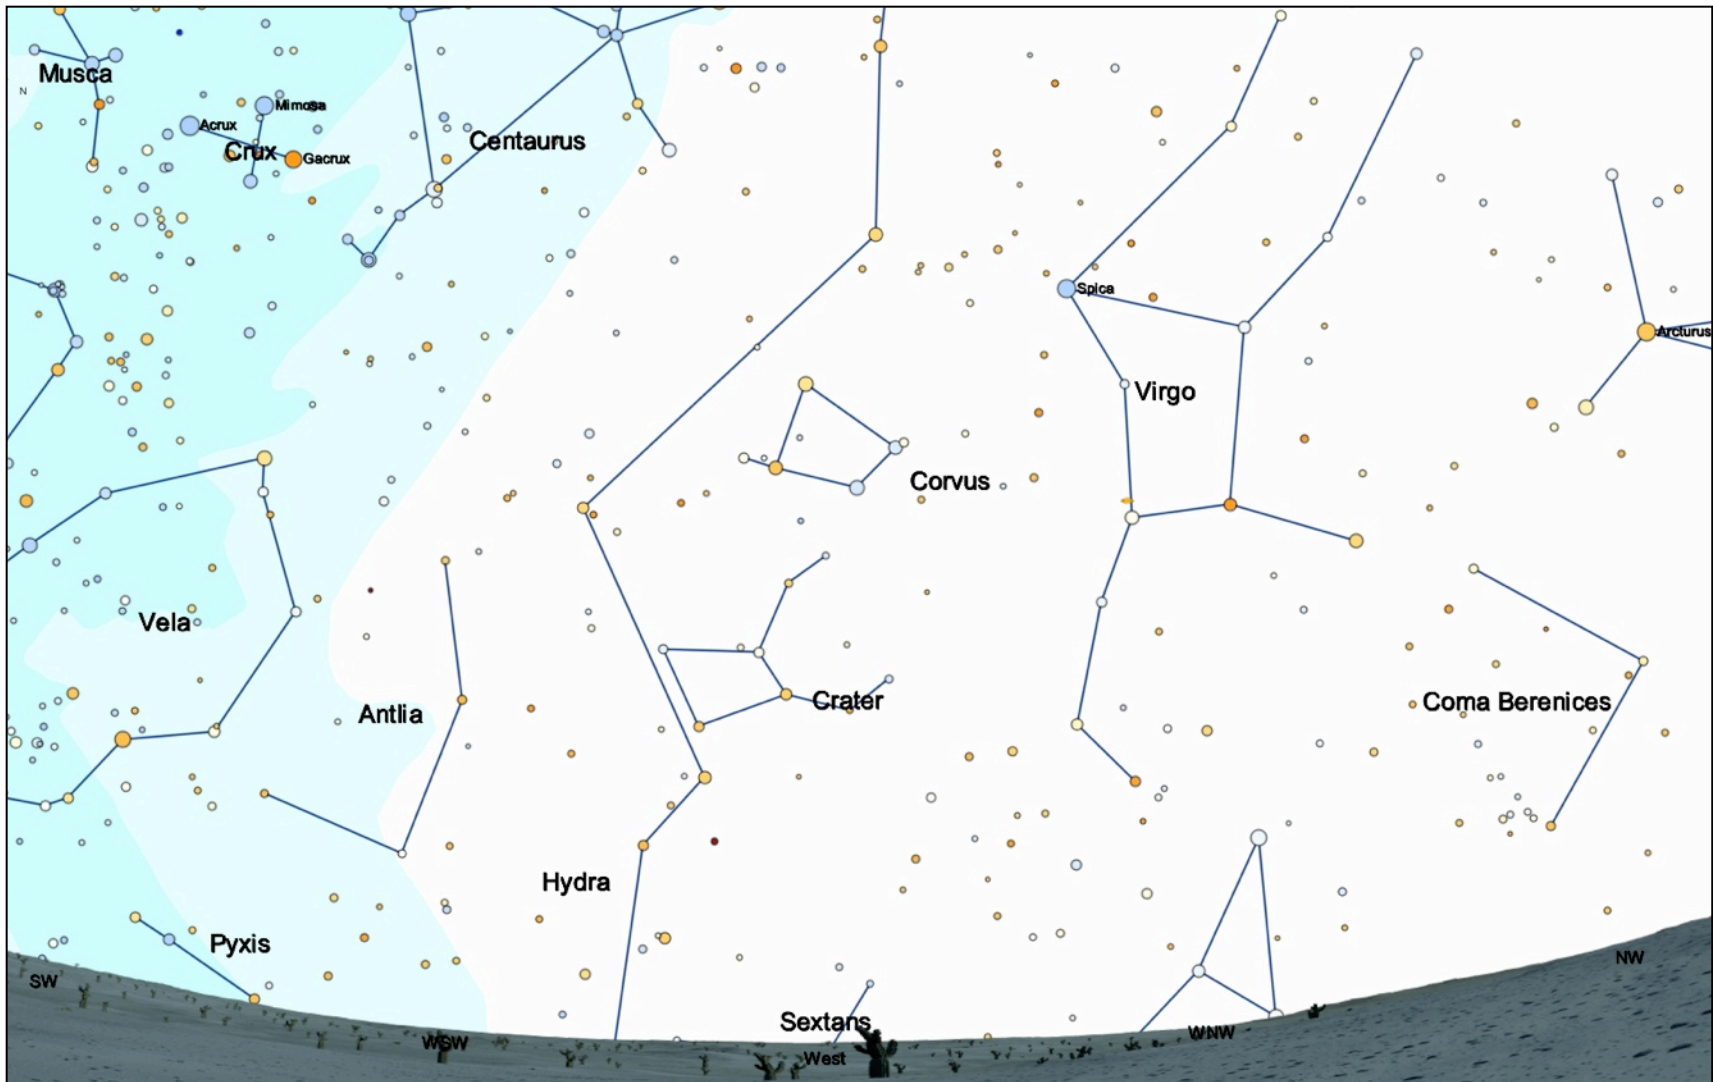 Musca
N
Mimosa
Acrux
Crux
Gacrux
Centaurus
Spica
Arcturus
Virgo
Corvus
Vela
Antlia
Crater
Coma Berenices
Hydra
Pyxis
SW
NW
Sextans
WSW
West
WNW